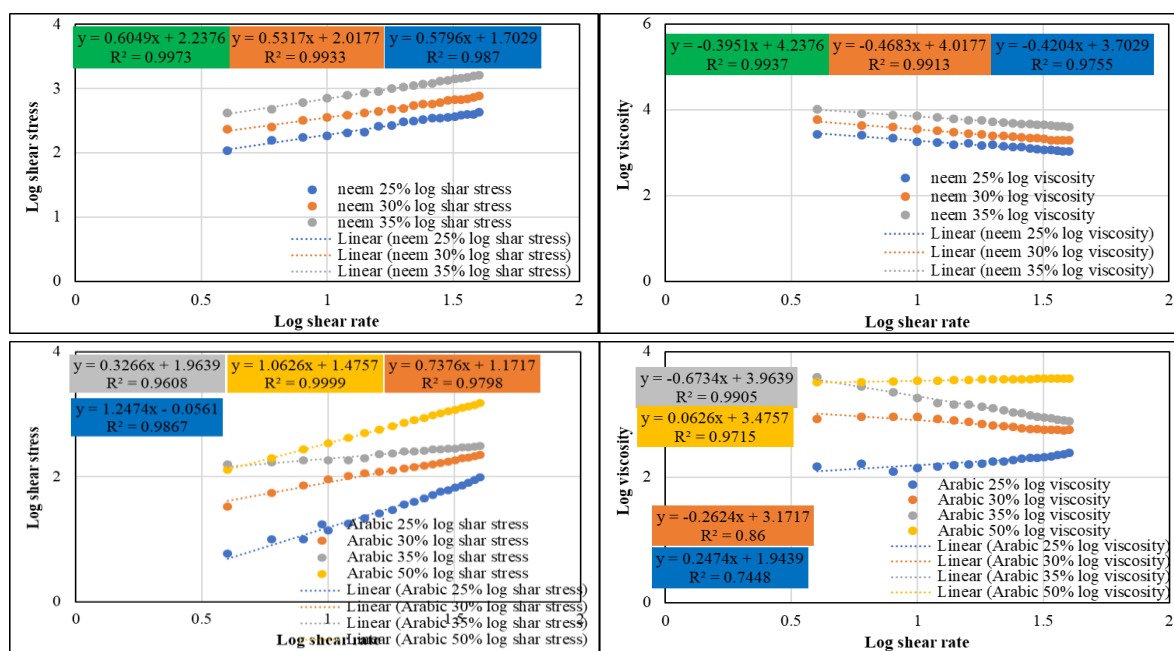 4
y = 0.6049x + 2.2376
R² = 0.9973
y = 0.5317x + 2.0177
R² = 0.9933
y = 0.5796x + 1.7029
R² = 0.987
3
Log shear stress
2
neem 25% log shar stress
neem 30% log shar stress
neem 35% log shar stress
1
Linear (neem 25% log shar stress)
Linear (neem 30% log shar stress)
Linear (neem 35% log shar stress)
0
0 0.5 1 1.5 2
Log shear rate
6
y = -0.3951x + 4.2376
R² = 0.9937
y = -0.4683x + 4.0177
R² = 0.9913
y = -0.4204x + 3.7029
R² = 0.9755
4
Log viscosity
neem 25% log viscosity
neem 30% log viscosity
neem 35% log viscosity
2
Linear (neem 25% log viscosity)
Linear (neem 30% log viscosity)
Linear (neem 35% log viscosity)
0
0 0.5 1 1.5 2
Log shear rate
4
y = 0.3266x + 1.9639
R² = 0.9608
y = 1.0626x + 1.4757
R² = 0.9999
y = 0.7376x + 1.1717
R² = 0.9798
y = 1.2474x - 0.0561
R² = 0.9867
Log shear stress
2
Arabic 25% log shar stress
Arabic 30% log shar stress
Arabic 35% log shar stress
Arabic 50% log shar stress
Linear (Arabic 25% log shar stress)
0
0 0.5 1 1.5 2
Linear (Arabic 30% log shar stress)
Linear (Arabic 35% log shar stress)
Linear (Arabic 50% log shar stress)
Log shear rate
4
y = -0.6734x + 3.9639
R² = 0.9905
y = 0.0626x + 3.4757
R² = 0.9715
Log viscosity
2
Arabic 25% log viscosity
Arabic 30% log viscosity
Arabic 35% log viscosity
Arabic 50% log viscosity
y = -0.2624x + 3.1717
R² = 0.86
y = 0.2474x + 1.9439
R² = 0.7448
Linear (Arabic 25% log viscosity)
Linear (Arabic 30% log viscosity)
Linear (Arabic 35% log viscosity)
Linear (Arabic 50% log viscosity)
0
0 0.5 1 1.5 2
Log shear rate